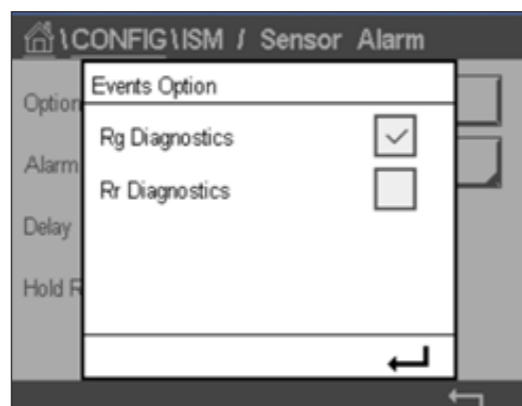 \CONFIG\ISM / Sensor Alarm
Events Option
Option
Rg Diagnostics
Alarm
Rr Diagnostics
Delay
Hold R